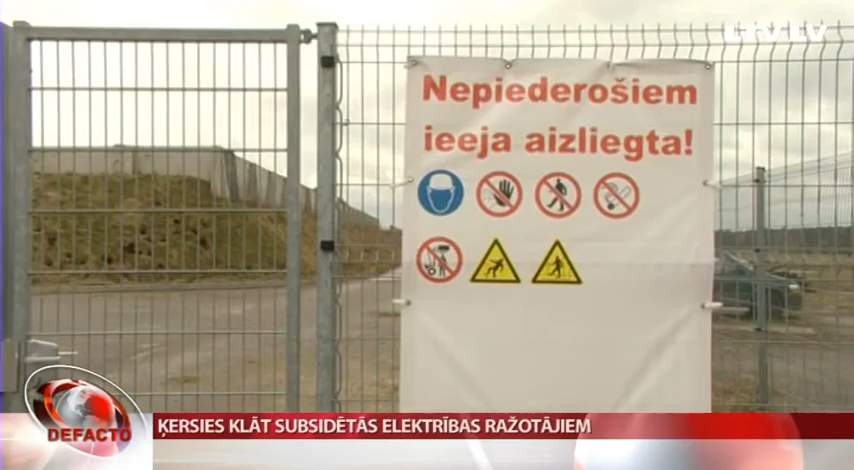 LTV.LV
Nepiederošiem
ieeja aizliegta!
DEFACTO
ĶERSIES KLĀT SUBSIDĒTĀS ELEKTRĪBAS RAŽOTĀJIEM